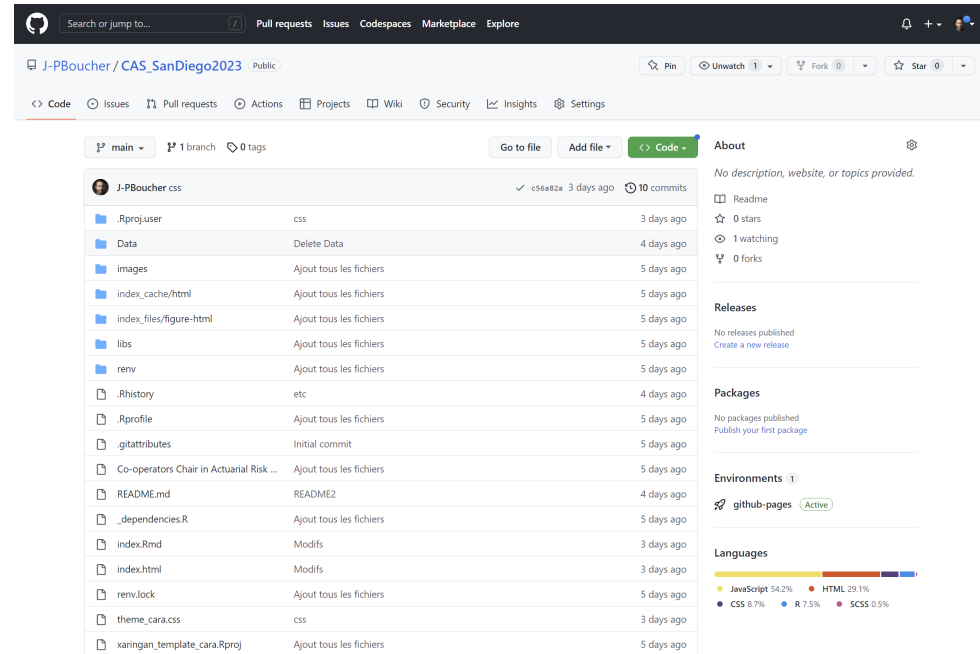 Search or jump to... / Pull requests Issues Codespaces Marketplace Explore
J-PBoucher / CAS_SanDiego2023 Public Pin Unwatch 1 Fork 0 Star 0
Code Issues Pull requests Actions Projects Wiki Security Insights Settings
main 1 branch 0 tags Go to file Add file Code
J-PBoucher css c56a82a 3 days ago 10 commits
.Rproj.user css 3 days ago
Data Delete Data 4 days ago
images Ajout tous les fichiers 5 days ago
index_cache/html Ajout tous les fichiers 5 days ago
index_files/figure-html Ajout tous les fichiers 5 days ago
libs Ajout tous les fichiers 5 days ago
renv Ajout tous les fichiers 5 days ago
.Rhistory etc 4 days ago
.Rprofile Ajout tous les fichiers 5 days ago
.gitattributes Initial commit 5 days ago
Co-operators Chair in Actuarial Risk ... Ajout tous les fichiers 5 days ago
README.md README2 4 days ago
_dependencies.R Ajout tous les fichiers 5 days ago
index.Rmd Modifs 3 days ago
index.html Modifs 3 days ago
renv.lock Ajout tous les fichiers 5 days ago
theme_cara.css css 3 days ago
xaringan_template_cara.Rproj Ajout tous les fichiers 5 days ago
About
No description, website, or topics provided.
Readme
0 stars
1 watching
0 forks
Releases
No releases published
Create a new release
Packages
No packages published
Publish your first package
Environments 1
github-pages Active
Languages
JavaScript 54.2% HTML 29.1%
CSS 8.7% R 7.5% SCSS 0.5%